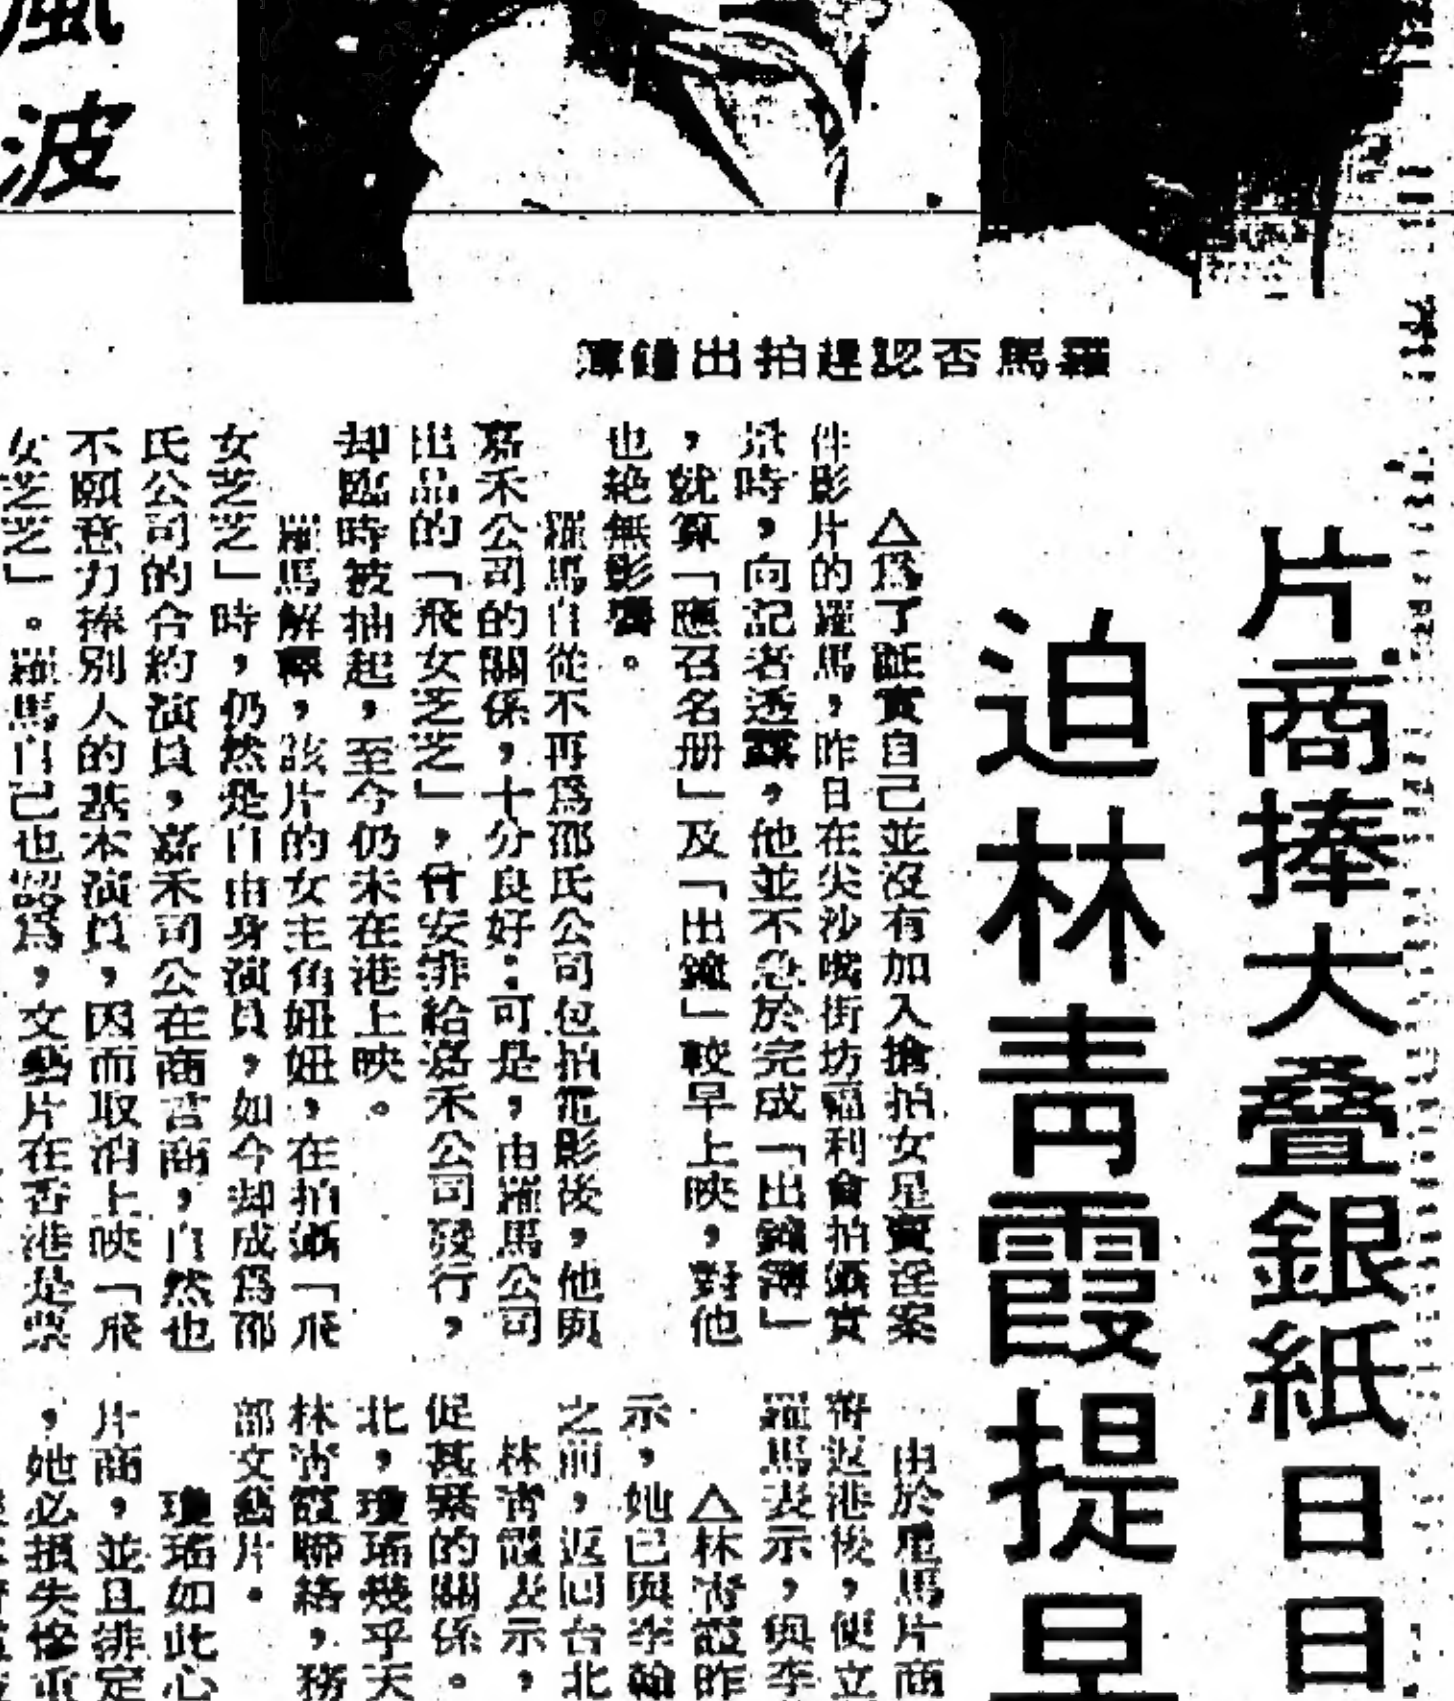 片商捧大叠銀紙日日
迫林青霞提早
羅馬否認趕拍出鐘簿
△爲了証實自己並沒有加入搶拍女星賣淫案
件影片的羅馬，昨日在尖沙咀街坊福利會拍攝實
景時，向記者透露，他並不急於完成「出鐘簿」
，就算「應召名册」及「出鐘」較早上映，對他
也絕無影響。
羅馬自從不再爲邵氏公司包拍電影後，他與
嘉禾公司的關係，十分良好；可是，由羅馬公司
出品的「飛女芝芝」，曾安排給嘉禾公司發行，
却臨時被抽起，至今仍未在港上映。
羅馬解釋，該片的女主角妞妞，在拍攝「飛
女芝芝」時，仍然是自由身演員，如今却成爲邵
氏公司的合約演員，嘉禾司公在商言商，自然也
不願意力捧別人的基本演員，因而取消上映「飛
女芝芝」。羅馬自己也認爲，文藝片在香港是票
由於星馬片商
將返港後，便立
羅馬表示，與李
△林青霞昨
示，她已與李翰
之前，返回台北
林青霞表示，
促甚緊的關係。
北，瓊瑤幾乎天
林青霞聯絡，務
部文藝片。
瓊瑤如此心
片商，並且排定
，她必損失慘重
風波